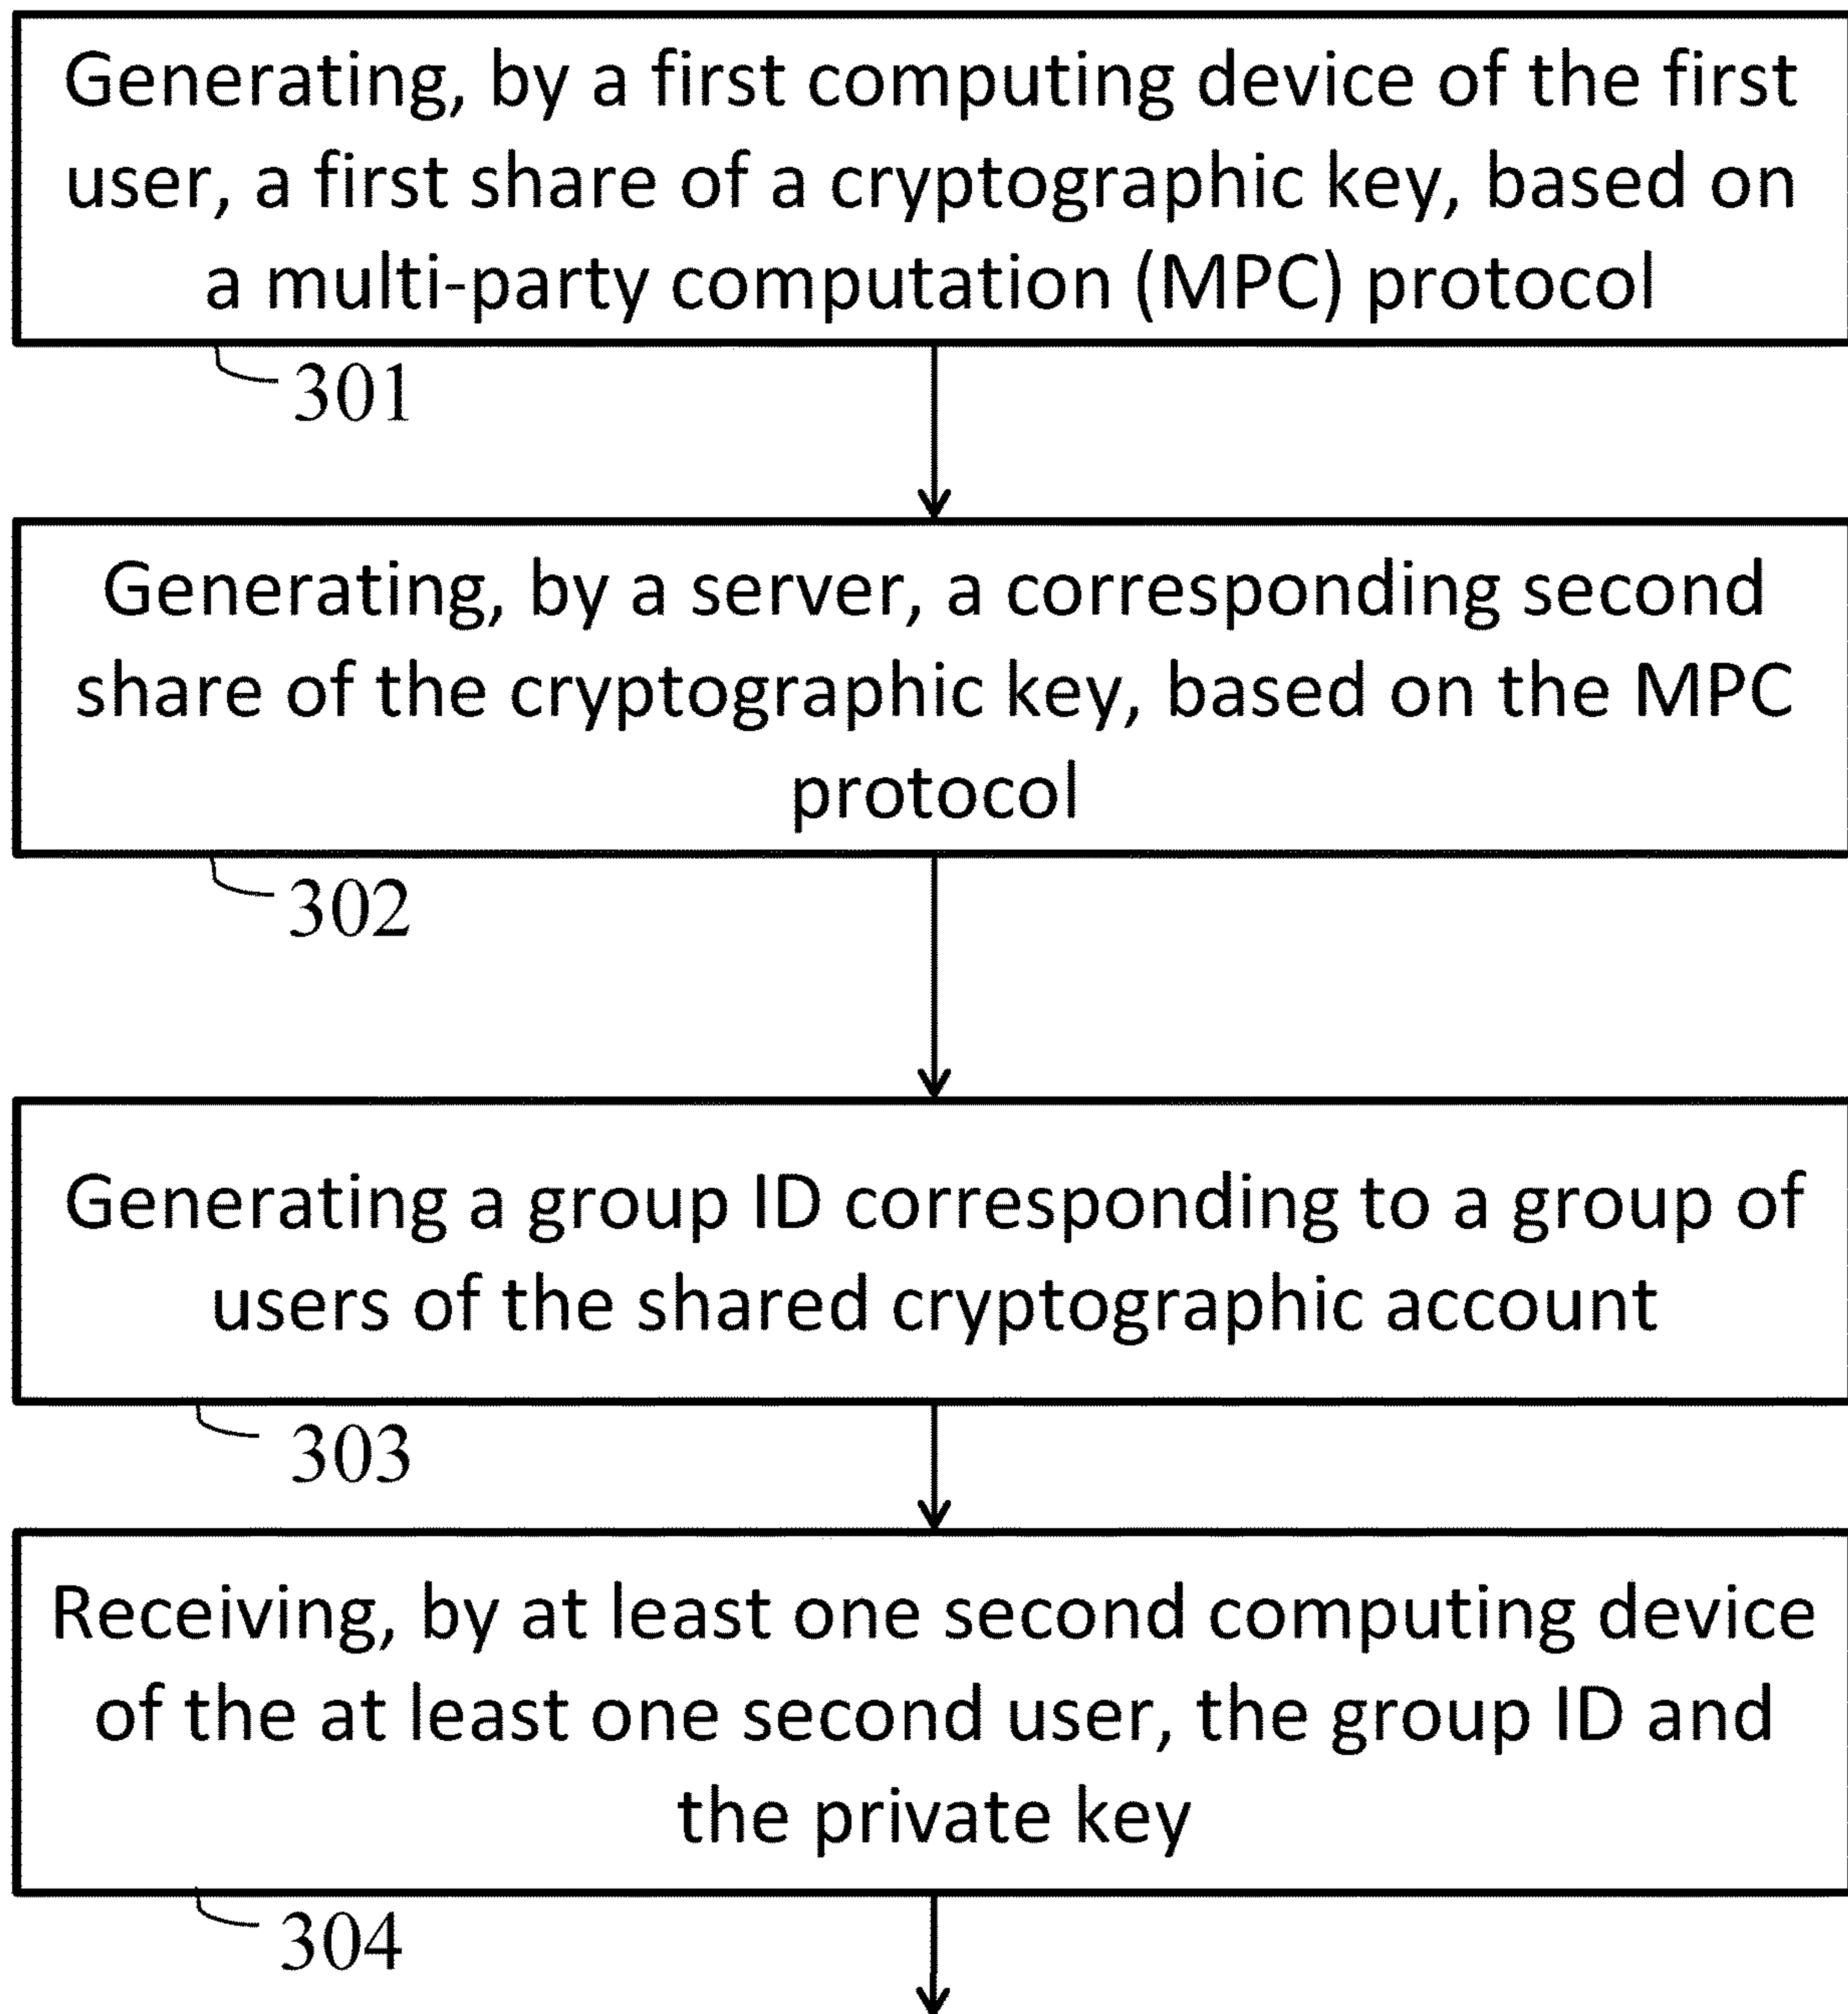 Generating, by a first computing device of the first
user, a first share of a cryptographic key, based on
a multi-party computation (MPC) protocol
301
Generating, by a server, a corresponding second
share of the cryptographic key, based on the MPC
protocol
302
Generating a group ID corresponding to a group of
users of the shared cryptographic account
303
Receiving, by at least one second computing device
of the at least one second user, the group ID and
the private key
304